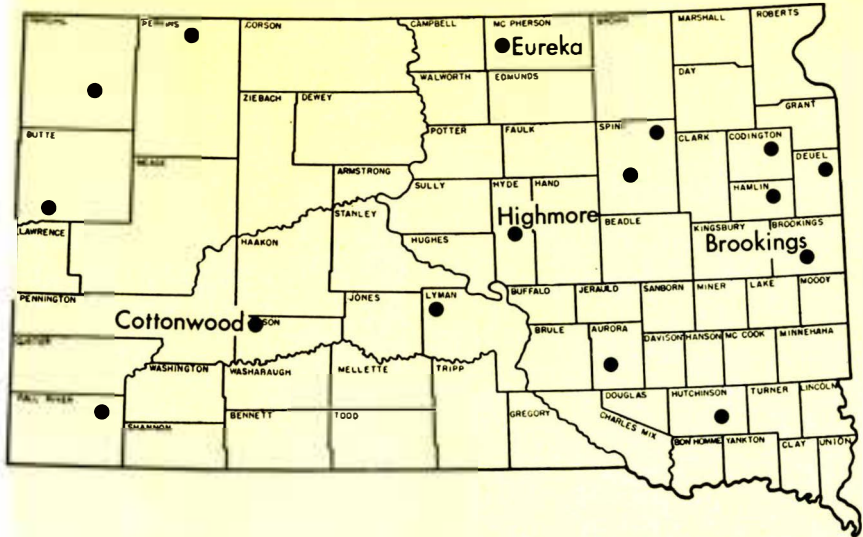 PERKINS
CORSON
CAMPBELL
MC PHERSON
MARSHALL
ROBERTS
Eureka
WALWORTH
EDMUNDS
DAY
ZIEBACH
DEWEY
GRANT
BUTTE
POTTER
FAULK
SPINK
CLARK
CODINGTON
DEUEL
MEADE
ARMSTRONG
SULLY
HYDE
HAND
HAMLIN
STANLEY
Highmore
BEADLE
KINGSBURY
BROOKINGS
LAWRENCE
HAAKON
HUGHES
Brookings
PENNINGTON
JONES
LYMAN
BUFFALO
JERAULD
SANBORN
MINER
LAKE
MOODY
Cottonwood
BRULE
AURORA
DAVISON
HANSON
MC COOK
MINNEHAHA
CUSTER
WASHINGTON
WASHABAUGH
MELLETTE
TRIPP
FALL RIVER
DOUGLAS
HUTCHINSON
TURNER
LINCOLN
SHANNON
BENNETT
TODD
GREGORY
CHARLES MIX
BON HOMME
YANKTON
CLAY
UNION